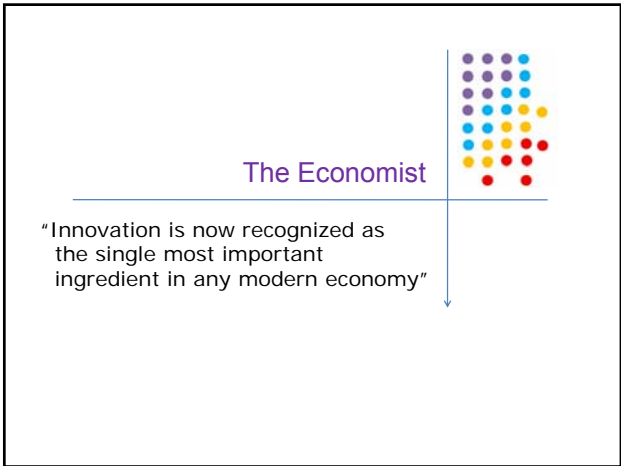 The Economist
“Innovation is now recognized as
the single most important
ingredient in any modern economy”